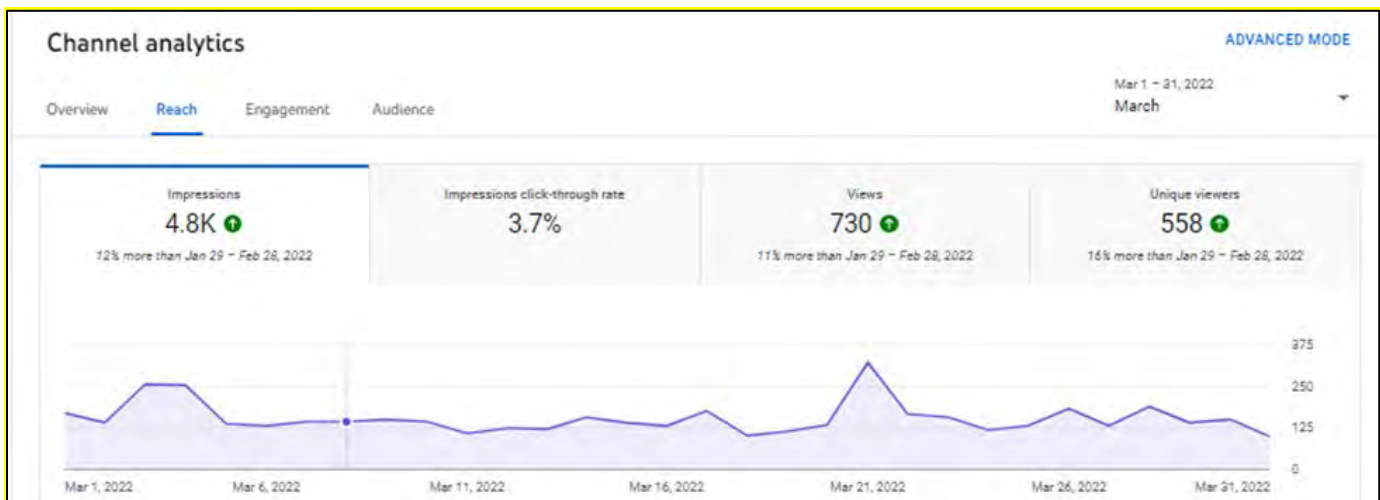 Channel analytics
ADVANCED MODE
Mar 1 – 31, 2022
March
Overview Reach Engagement Audience
Impressions
4.8K
12% more than Jan 29 – Feb 28, 2022
Impressions click-through rate
3.7%
Views
730
11% more than Jan 29 – Feb 28, 2022
Unique viewers
558
16% more than Jan 29 – Feb 28, 2022
375
250
125
0
Mar 1, 2022 Mar 6, 2022 Mar 11, 2022 Mar 16, 2022 Mar 21, 2022 Mar 26, 2022 Mar 31, 2022